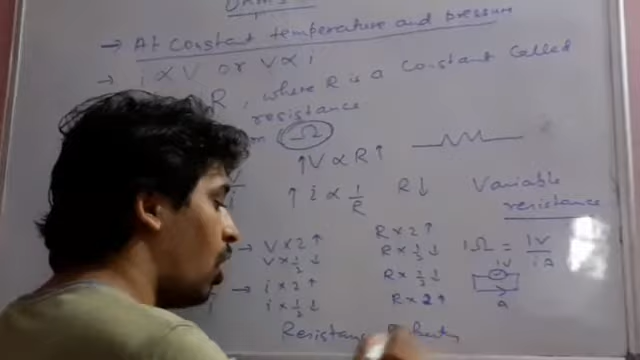 → At Constant temperature and pressure
→ i ∝ V or V ∝ i
R, where R is a constant called
resistance
Ω
↑V ∝ R↑
↑ i ∝ 1/R R↓
Variable
resistance
→ V × 2 ↑ R × 2 ↑
V × 1/2 ↓ R × 1/2 ↓
→ i × 2 ↑ R × 1/2 ↓
i × 1/2 ↓ R × 2 ↑
1Ω = 1V/1A
1V
A
Resistance